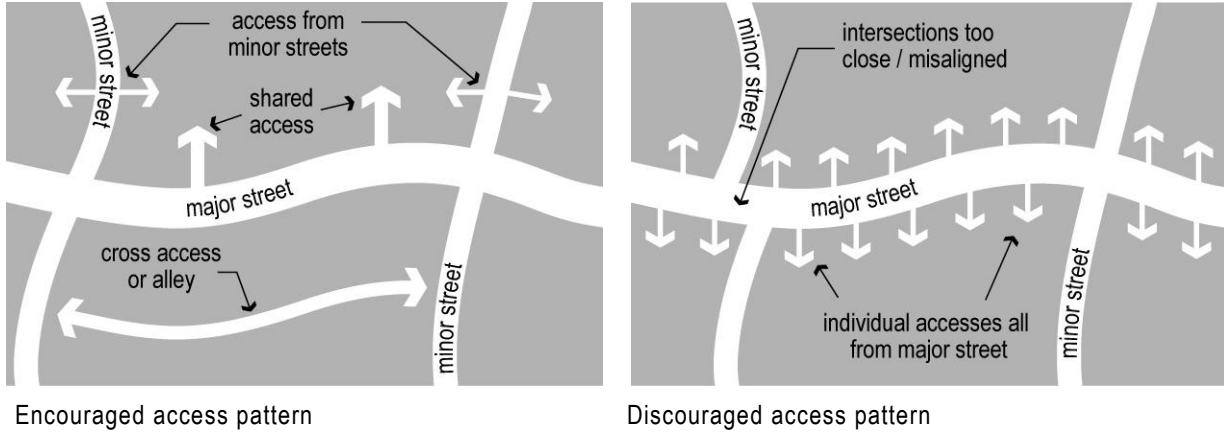 access from
minor streets
minor street
shared
access
major street
cross access
or alley
minor street
Encouraged access pattern
intersections too
close / misaligned
minor street
major street
minor street
individual accesses all
from major street
Discouraged access pattern